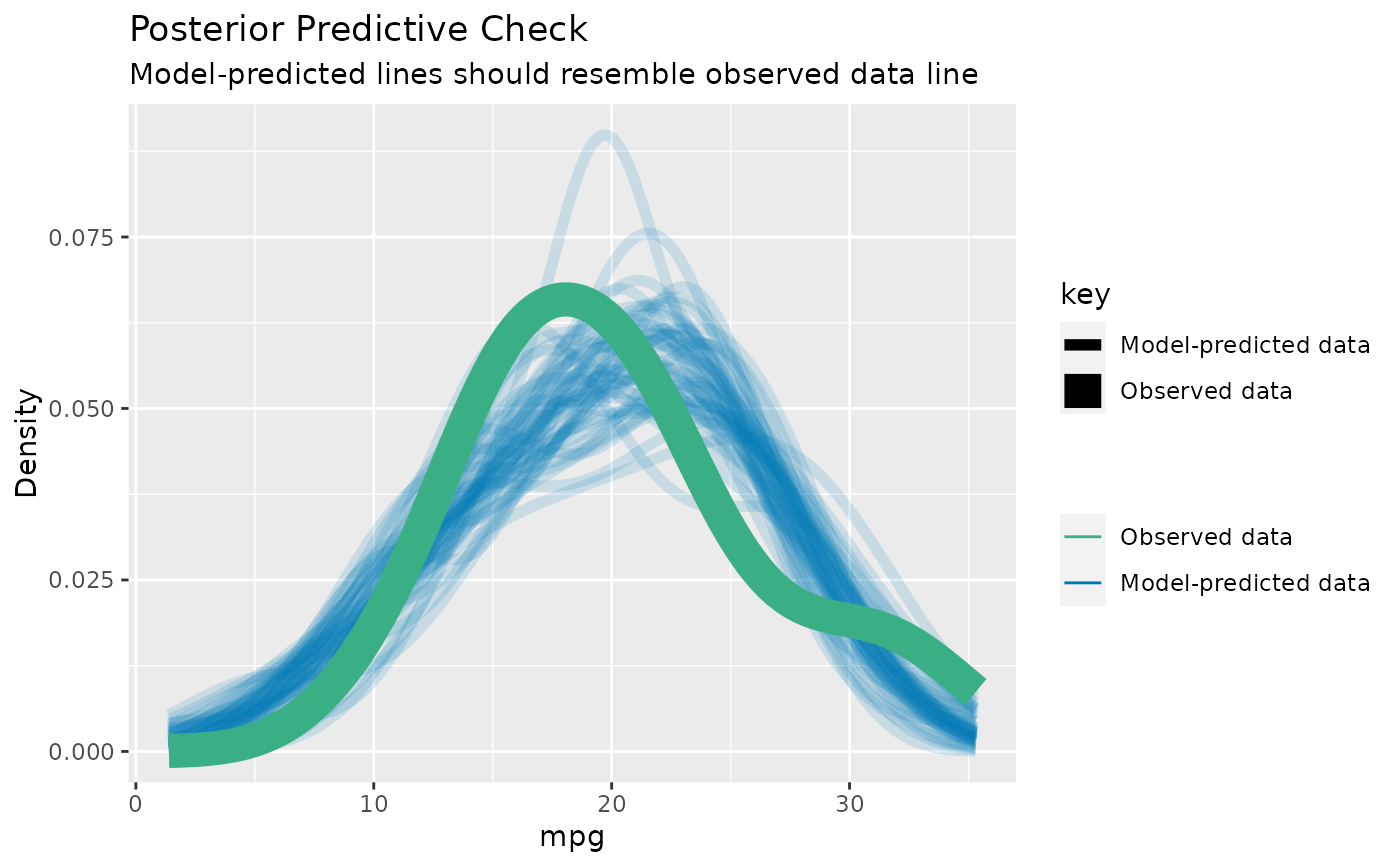 Posterior Predictive Check
Model-predicted lines should resemble observed data line
0.075
0.050
0.025
0.000
Density
0
10
20
30
mpg
key
Model-predicted data
Observed data
Observed data
Model-predicted data